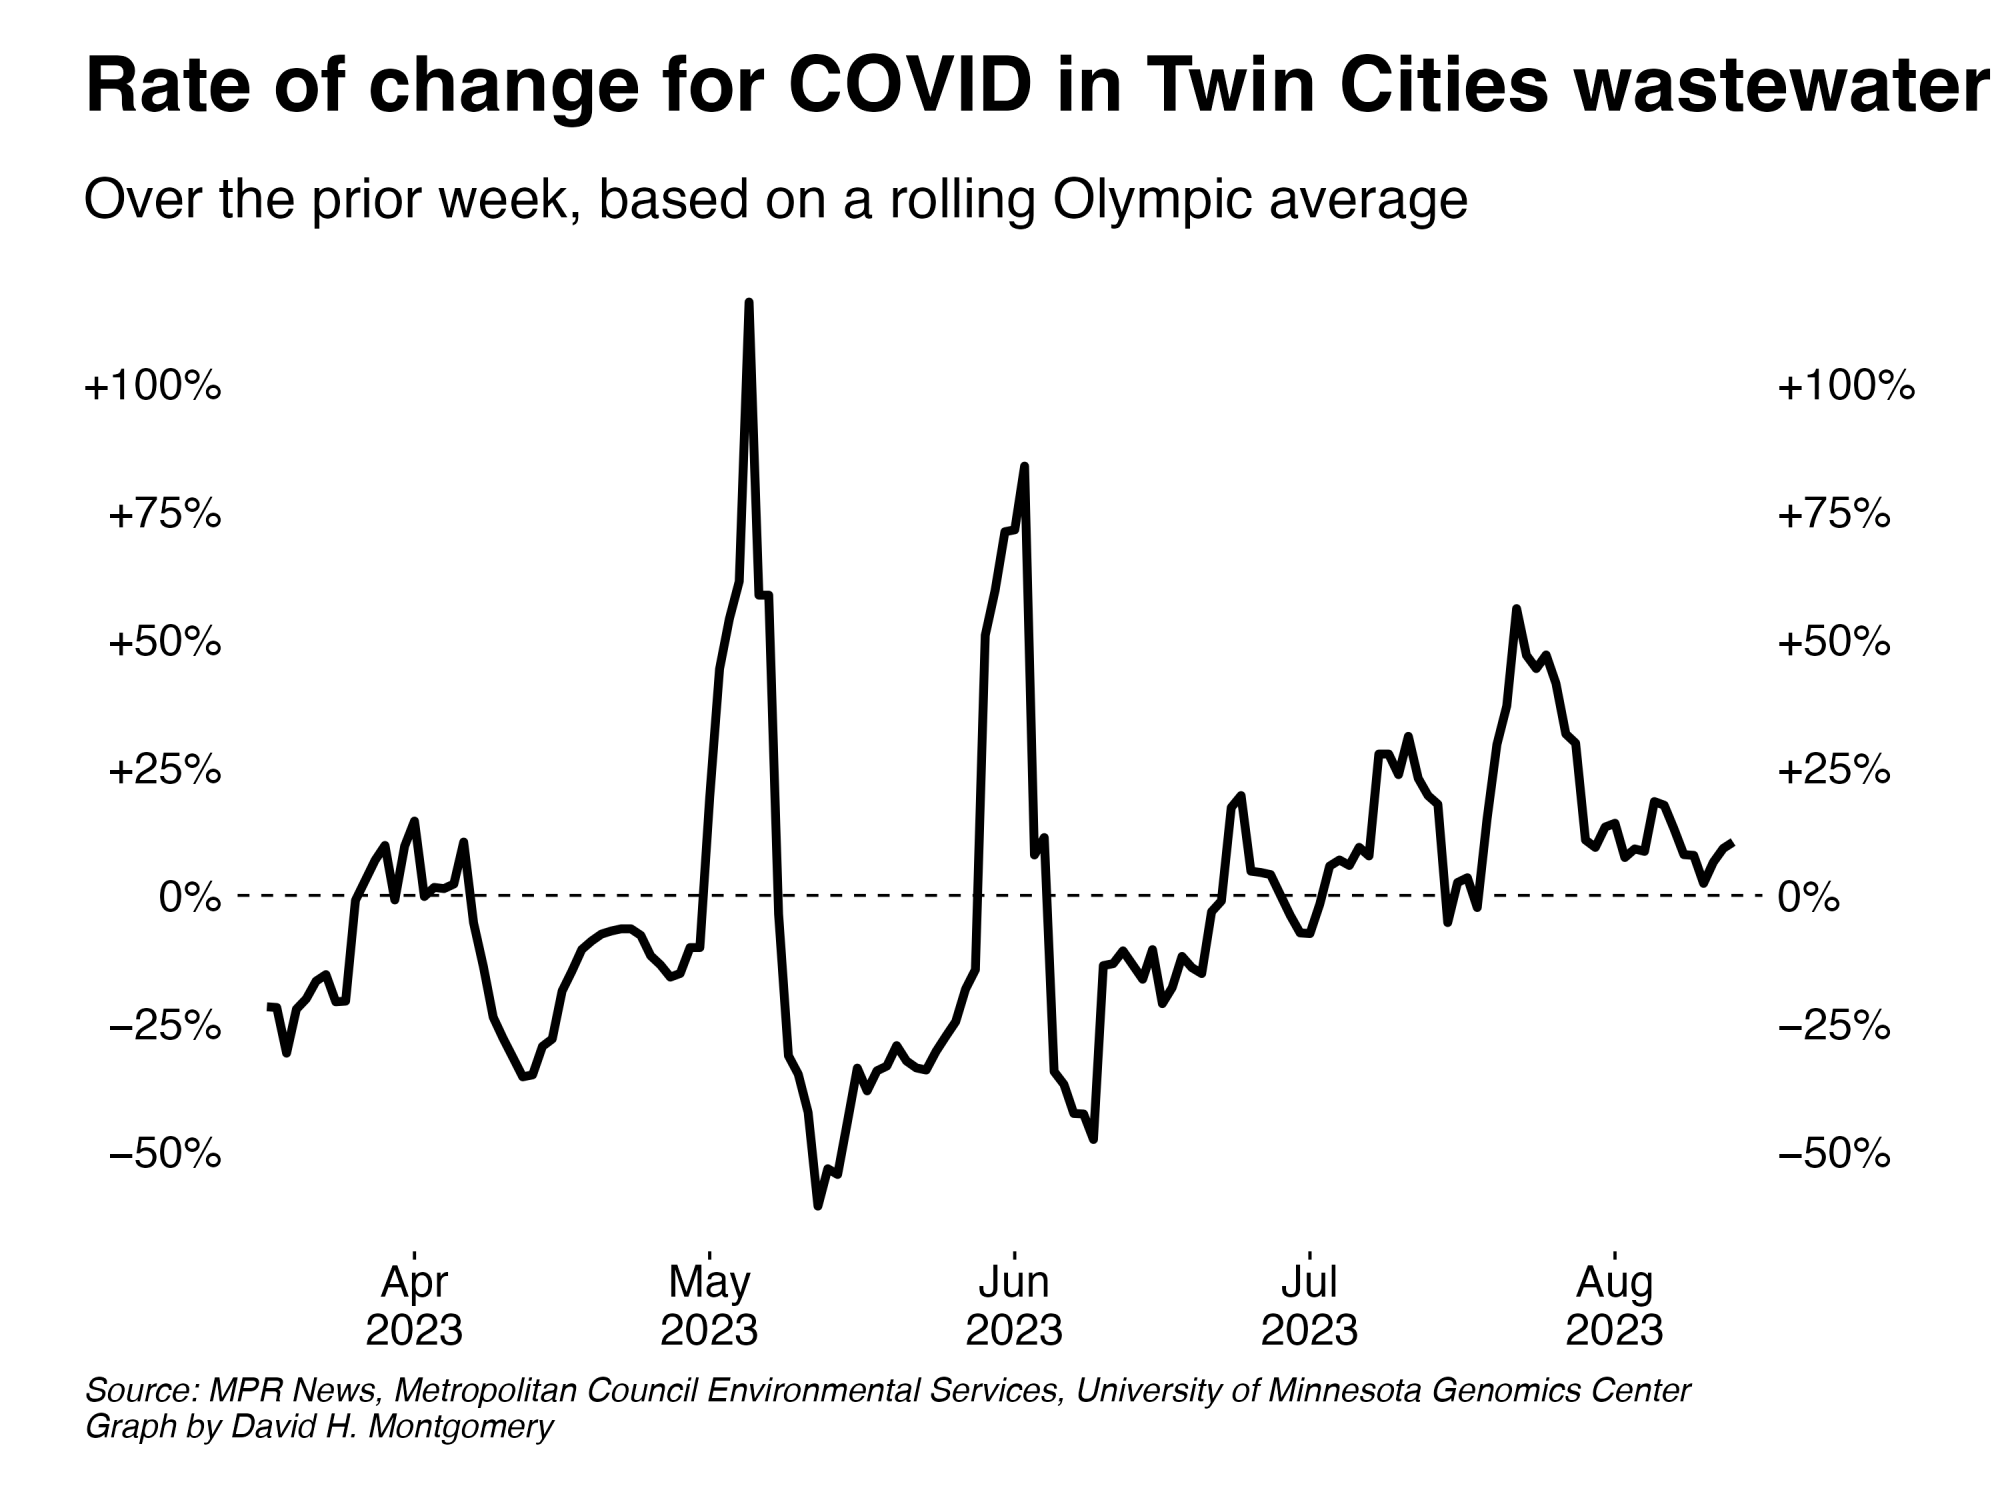 Rate of change for COVID in Twin Cities wastewater
Over the prior week, based on a rolling Olympic average
+100% +100%
+75% +75%
+50% +50%
+25% +25%
0% 0%
−25% −25%
−50% −50%
Apr May Jun Jul Aug
2023 2023 2023 2023 2023
Source: MPR News, Metropolitan Council Environmental Services, University of Minnesota Genomics Center
Graph by David H. Montgomery